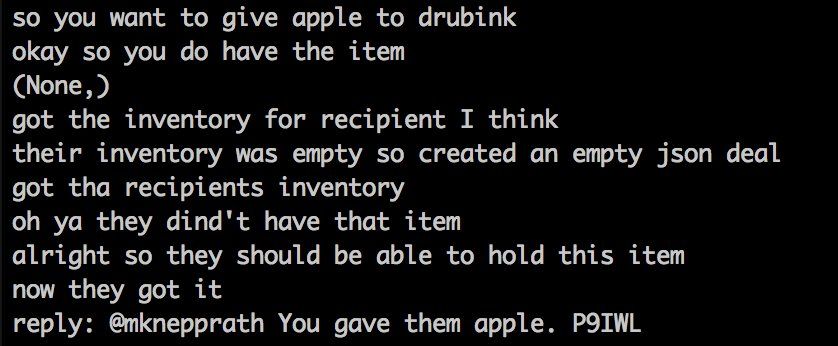 so you want to give apple to drubink
okay so you do have the item
(None,)
got the inventory for recipient I think
their inventory was empty so created an empty json deal
got tha recipients inventory
oh ya they dind't have that item
alright so they should be able to hold this item
now they got it
reply: @mknepprath You gave them apple. P9IWL